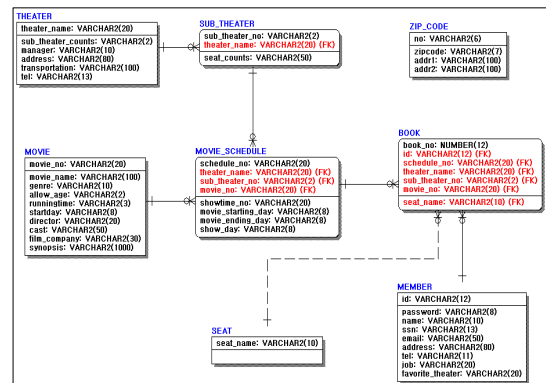 THEATER
theater_name: VARCHAR2(20)
sub_theater_counts: VARCHAR2(2)
manager: VARCHAR2(10)
address: VARCHAR2(80)
transportation: VARCHAR2(100)
tel: VARCHAR2(13)
SUB_THEATER
sub_theater_no: VARCHAR2(2)
theater_name: VARCHAR2(20) (FK)
seat_counts: VARCHAR2(50)
ZIP_CODE
no: VARCHAR2(6)
zipcode: VARCHAR2(7)
addr1: VARCHAR2(100)
addr2: VARCHAR2(100)
MOVIE
movie_no: VARCHAR2(20)
movie_name: VARCHAR2(100)
genre: VARCHAR2(10)
allow_age: VARCHAR2(2)
runningtime: VARCHAR2(3)
startday: VARCHAR2(8)
director: VARCHAR2(20)
cast: VARCHAR2(50)
film_company: VARCHAR2(30)
synopsis: VARCHAR2(1000)
MOVIE_SCHEDULE
schedule_no: VARCHAR2(20)
theater_name: VARCHAR2(20) (FK)
sub_theater_no: VARCHAR2(2) (FK)
movie_no: VARCHAR2(20) (FK)
showtime_no: VARCHAR2(20)
movie_starting_day: VARCHAR2(8)
movie_ending_day: VARCHAR2(8)
show_day: VARCHAR2(8)
BOOK
book_no: NUMBER(12)
id: VARCHAR2(12) (FK)
schedule_no: VARCHAR2(20) (FK)
theater_name: VARCHAR2(20) (FK)
sub_theater_no: VARCHAR2(2) (FK)
movie_no: VARCHAR2(20) (FK)
seat_name: VARCHAR2(10) (FK)
SEAT
seat_name: VARCHAR2(10)
MEMBER
id: VARCHAR2(12)
password: VARCHAR2(8)
name: VARCHAR2(10)
ssn: VARCHAR2(13)
email: VARCHAR2(50)
address: VARCHAR2(80)
tel: VARCHAR2(11)
job: VARCHAR2(20)
favorite_theater: VARCHAR2(20)